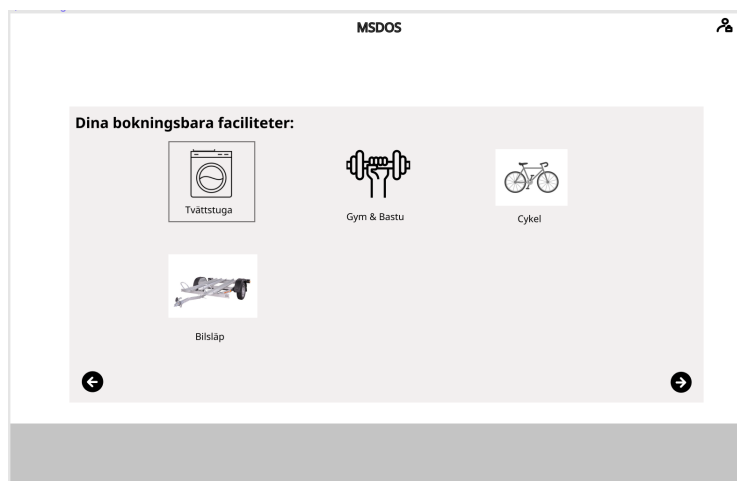 MSDOS
Dina bokningsbara faciliteter:
Tvättstuga
Gym & Bastu
Cykel
Bilsläp